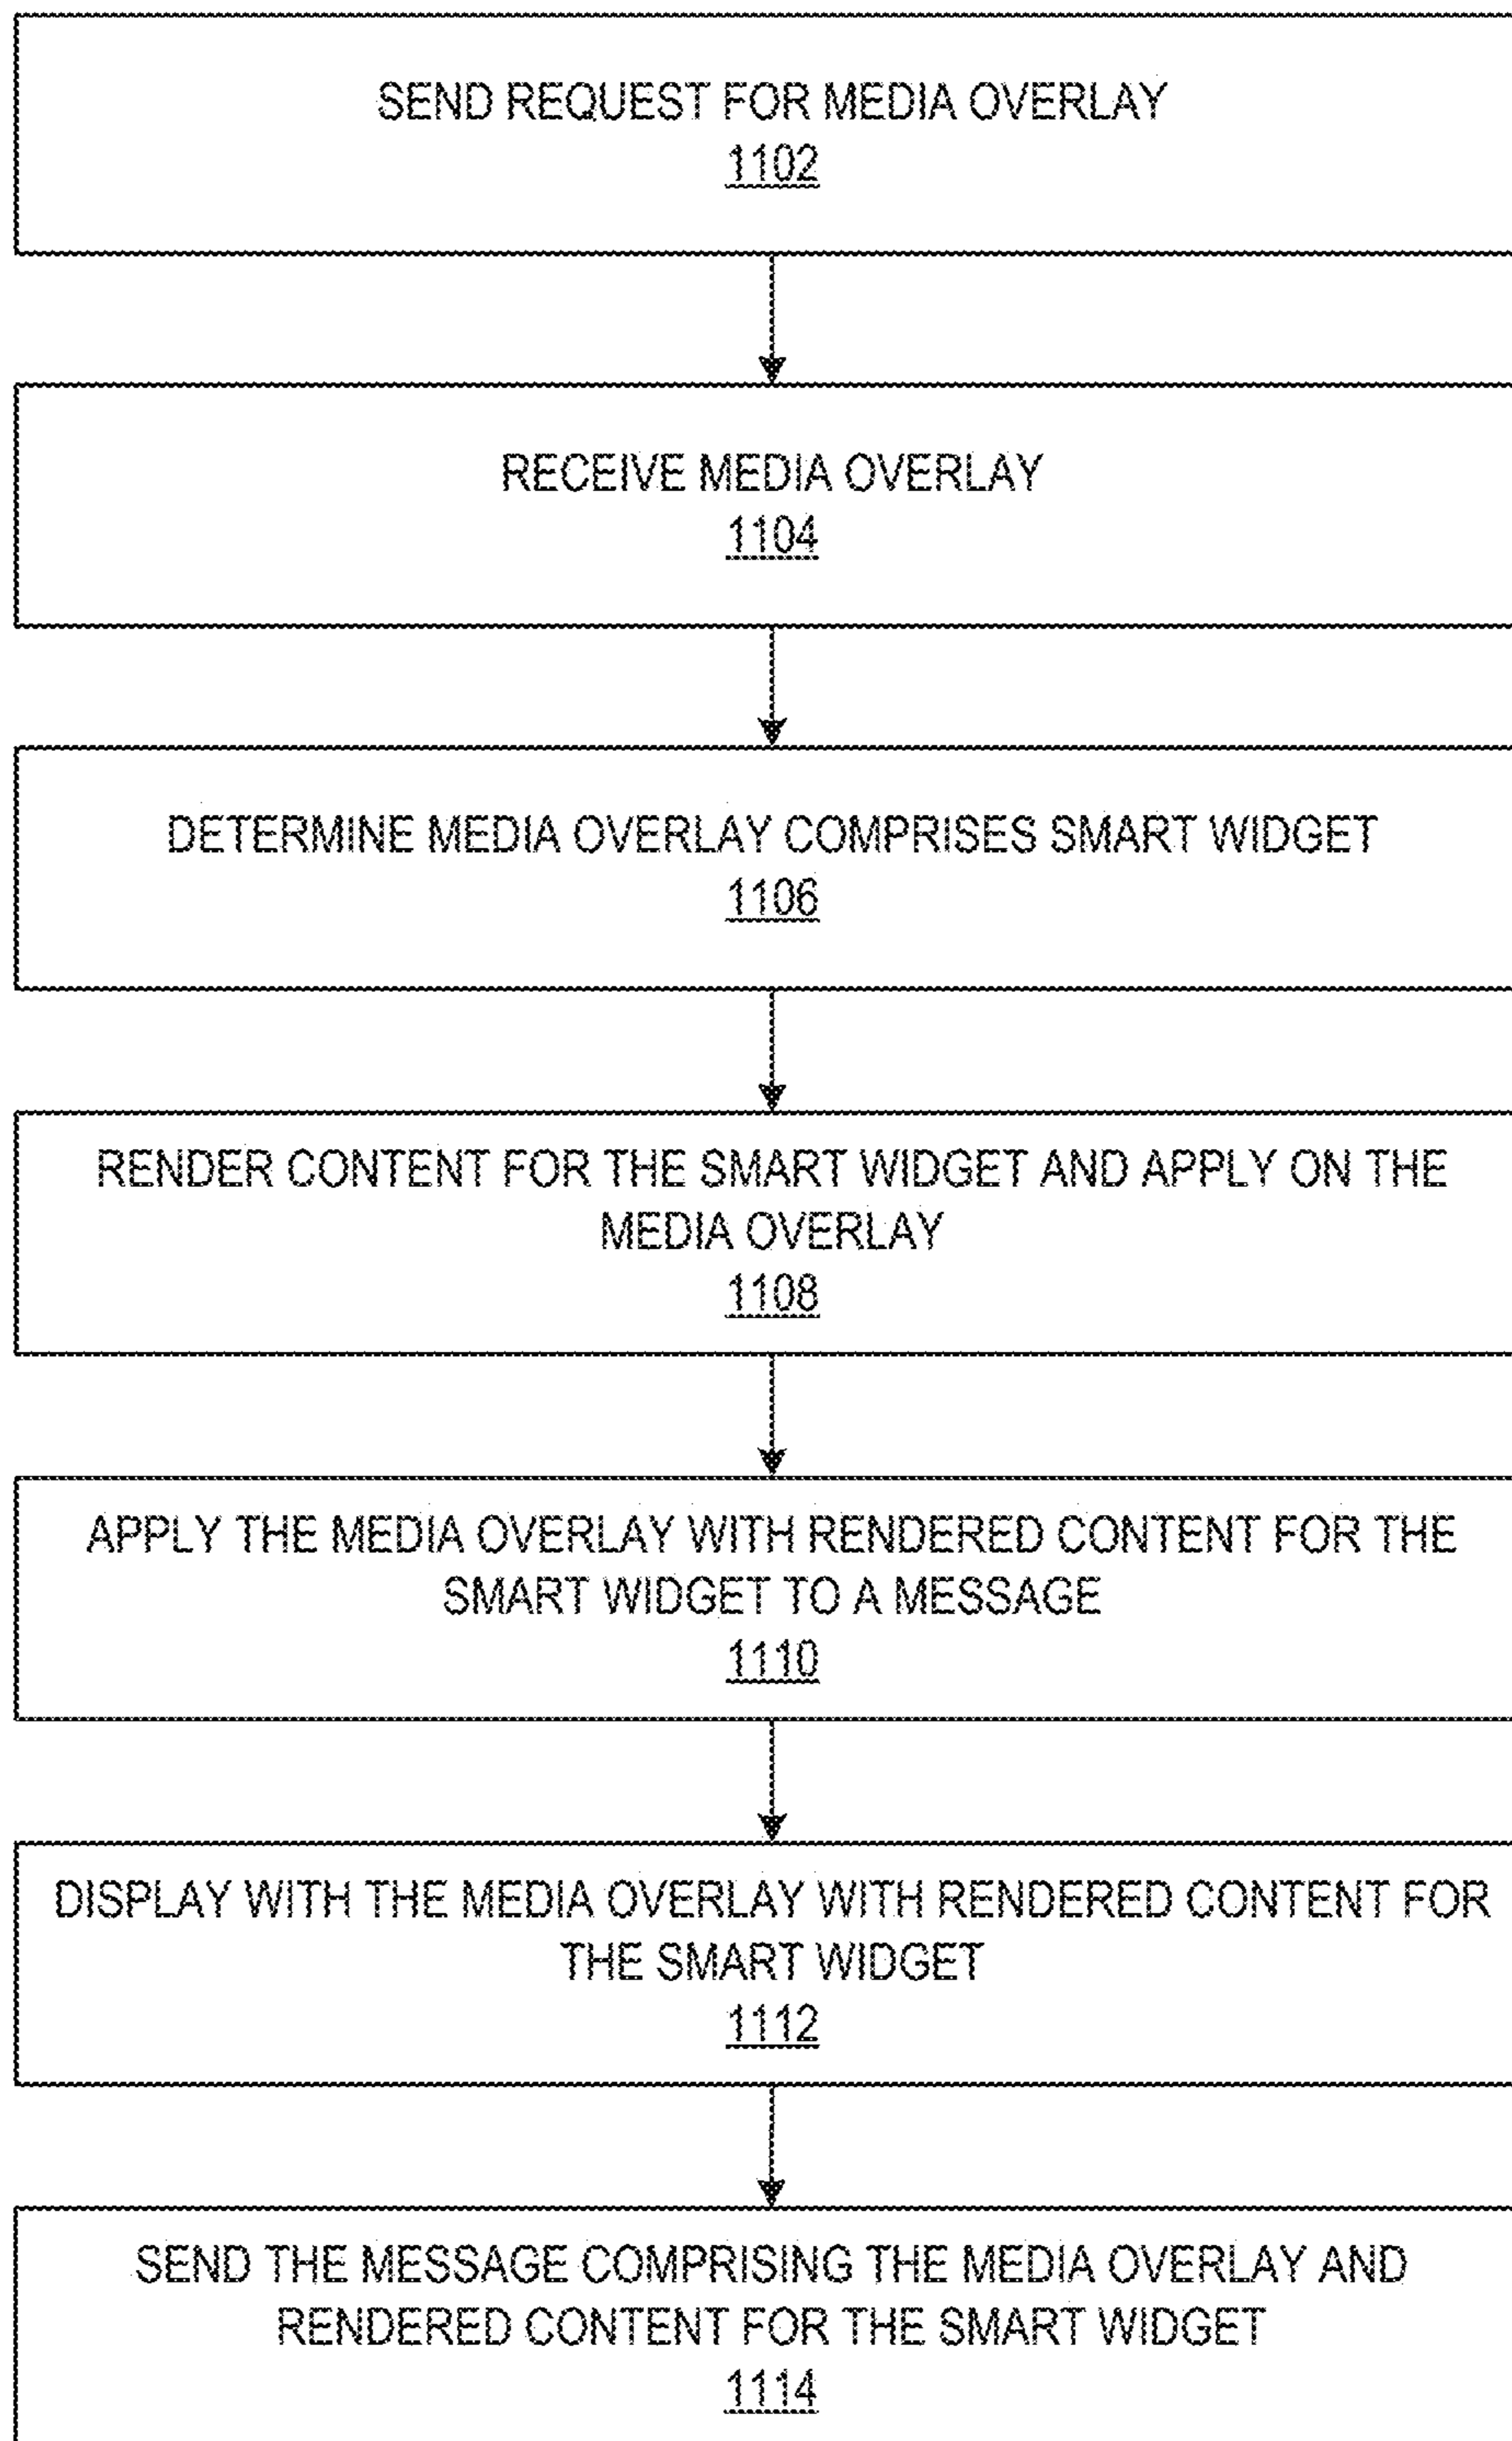 SEND REQUEST FOR MEDIA OVERLAY
1102
RECEIVE MEDIA OVERLAY
1104
DETERMINE MEDIA OVERLAY COMPRISES SMART WIDGET
1106
RENDER CONTENT FOR THE SMART WIDGET AND APPLY ON THE
MEDIA OVERLAY
1108
APPLY THE MEDIA OVERLAY WITH RENDERED CONTENT FOR THE
SMART WIDGET TO A MESSAGE
1110
DISPLAY WITH THE MEDIA OVERLAY WITH RENDERED CONTENT FOR
THE SMART WIDGET
1112
SEND THE MESSAGE COMPRISING THE MEDIA OVERLAY AND
RENDERED CONTENT FOR THE SMART WIDGET
1114